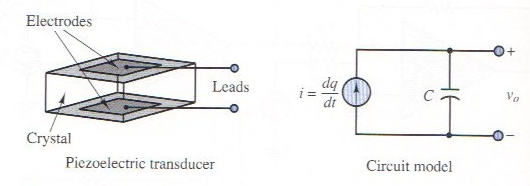 Electrodes
Leads
Crystal
Piezoelectric transducer
i = dq/dt
C
+
vo
−
Circuit model